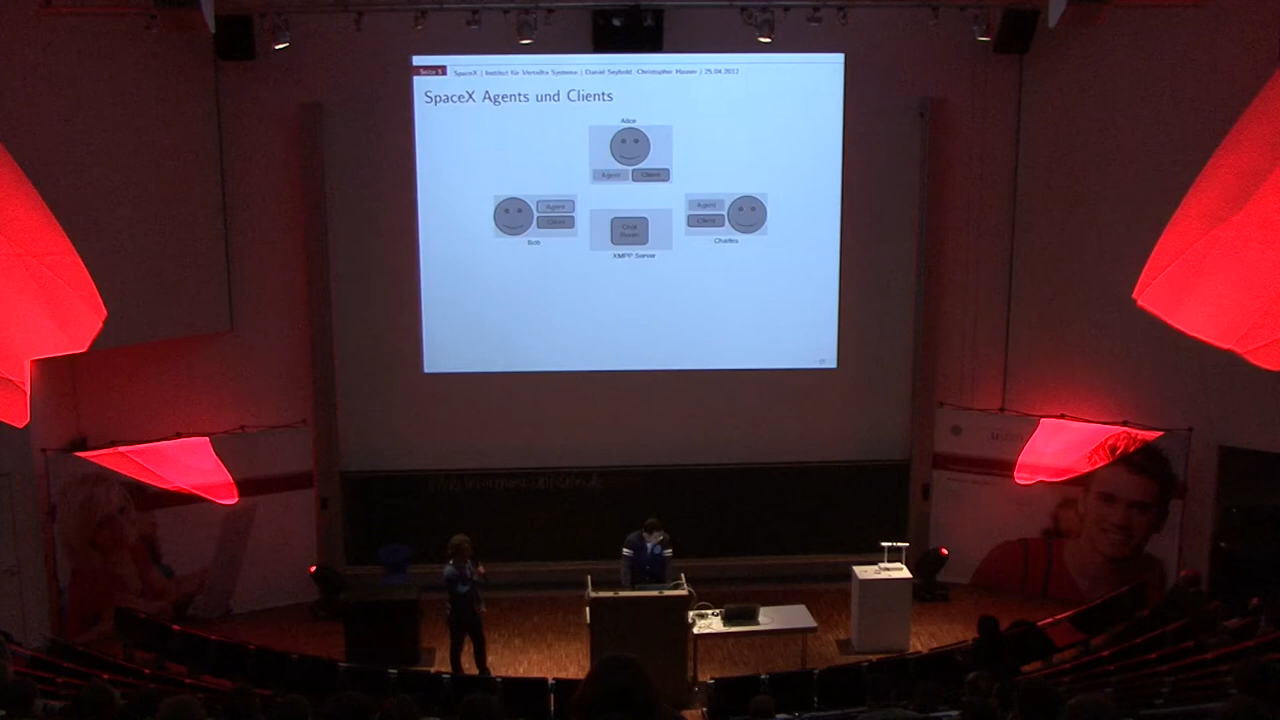 Seite 5 SpaceX | Institut für Verteilte Systeme | Daniel Seybold, Christopher Hauser | 25.04.2012
SpaceX Agents und Clients
Alice
Agent Client
Agent
Client
Bob
Chat
Room
XMPP Server
Agent
Client
Charlies